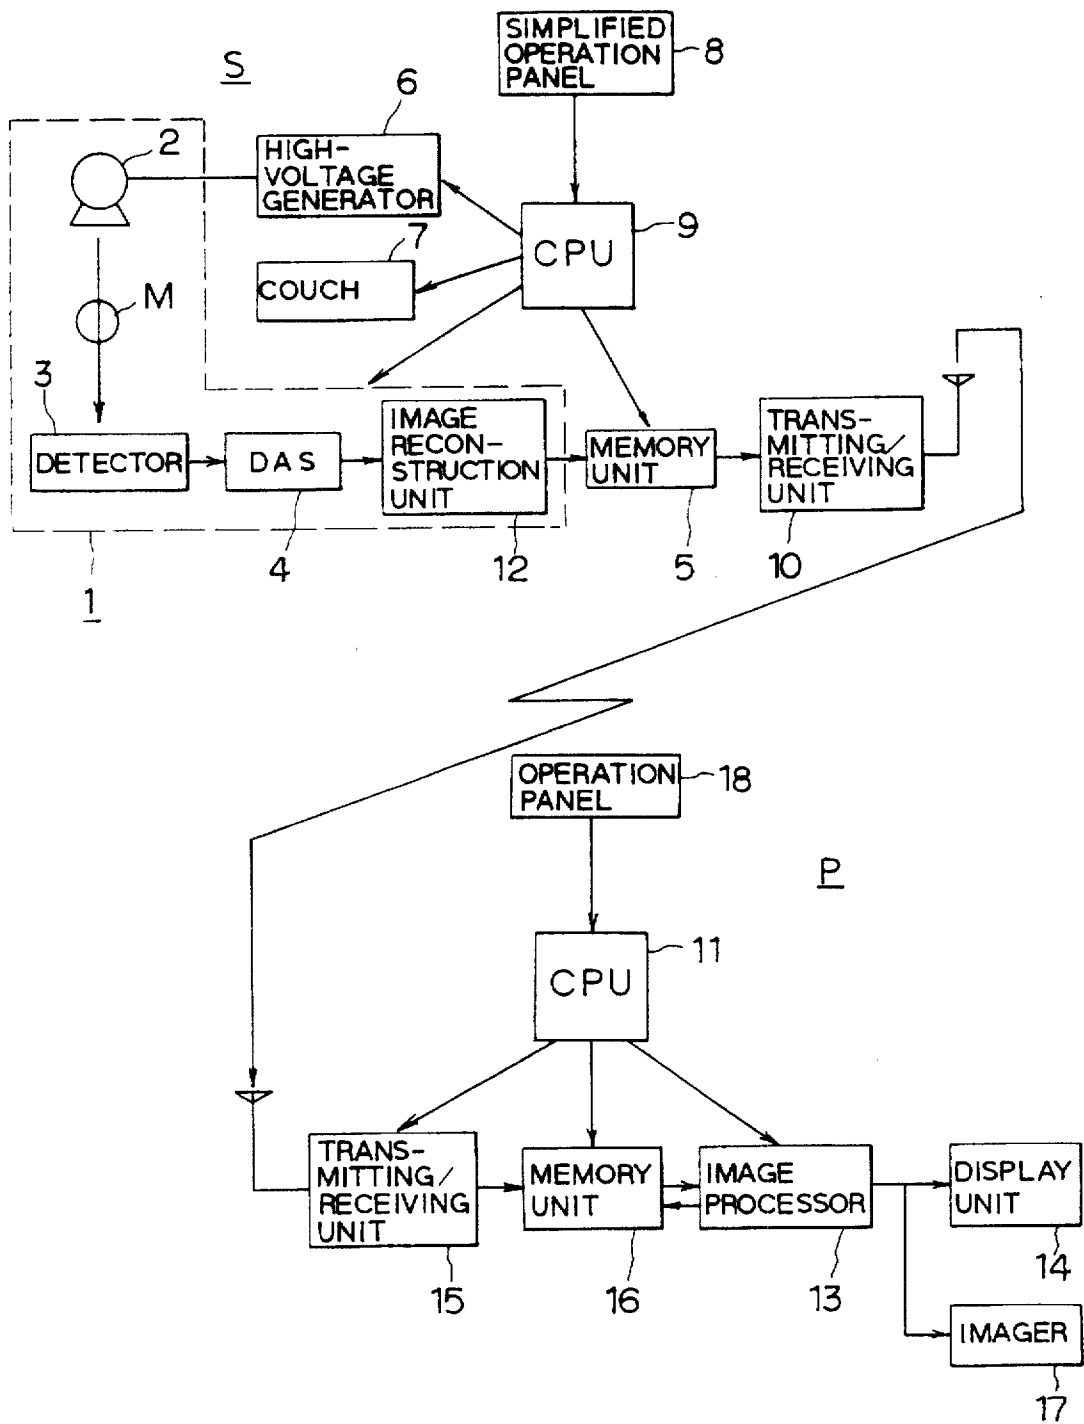 SIMPLIFIED
OPERATION
PANEL
8
S
6
2
HIGH-
VOLTAGE
GENERATOR
7
9
CPU
COUCH
M
3
IMAGE
RECON-
STRUCTION
UNIT
TRANS-
MITTING/
RECEIVING
UNIT
DETECTOR
DAS
MEMORY
UNIT
4
12
5
10
1
OPERATION
PANEL
18
P
11
CPU
TRANS-
MITTING/
RECEIVING
UNIT
MEMORY
UNIT
IMAGE
PROCESSOR
DISPLAY
UNIT
15
16
13
14
IMAGER
17